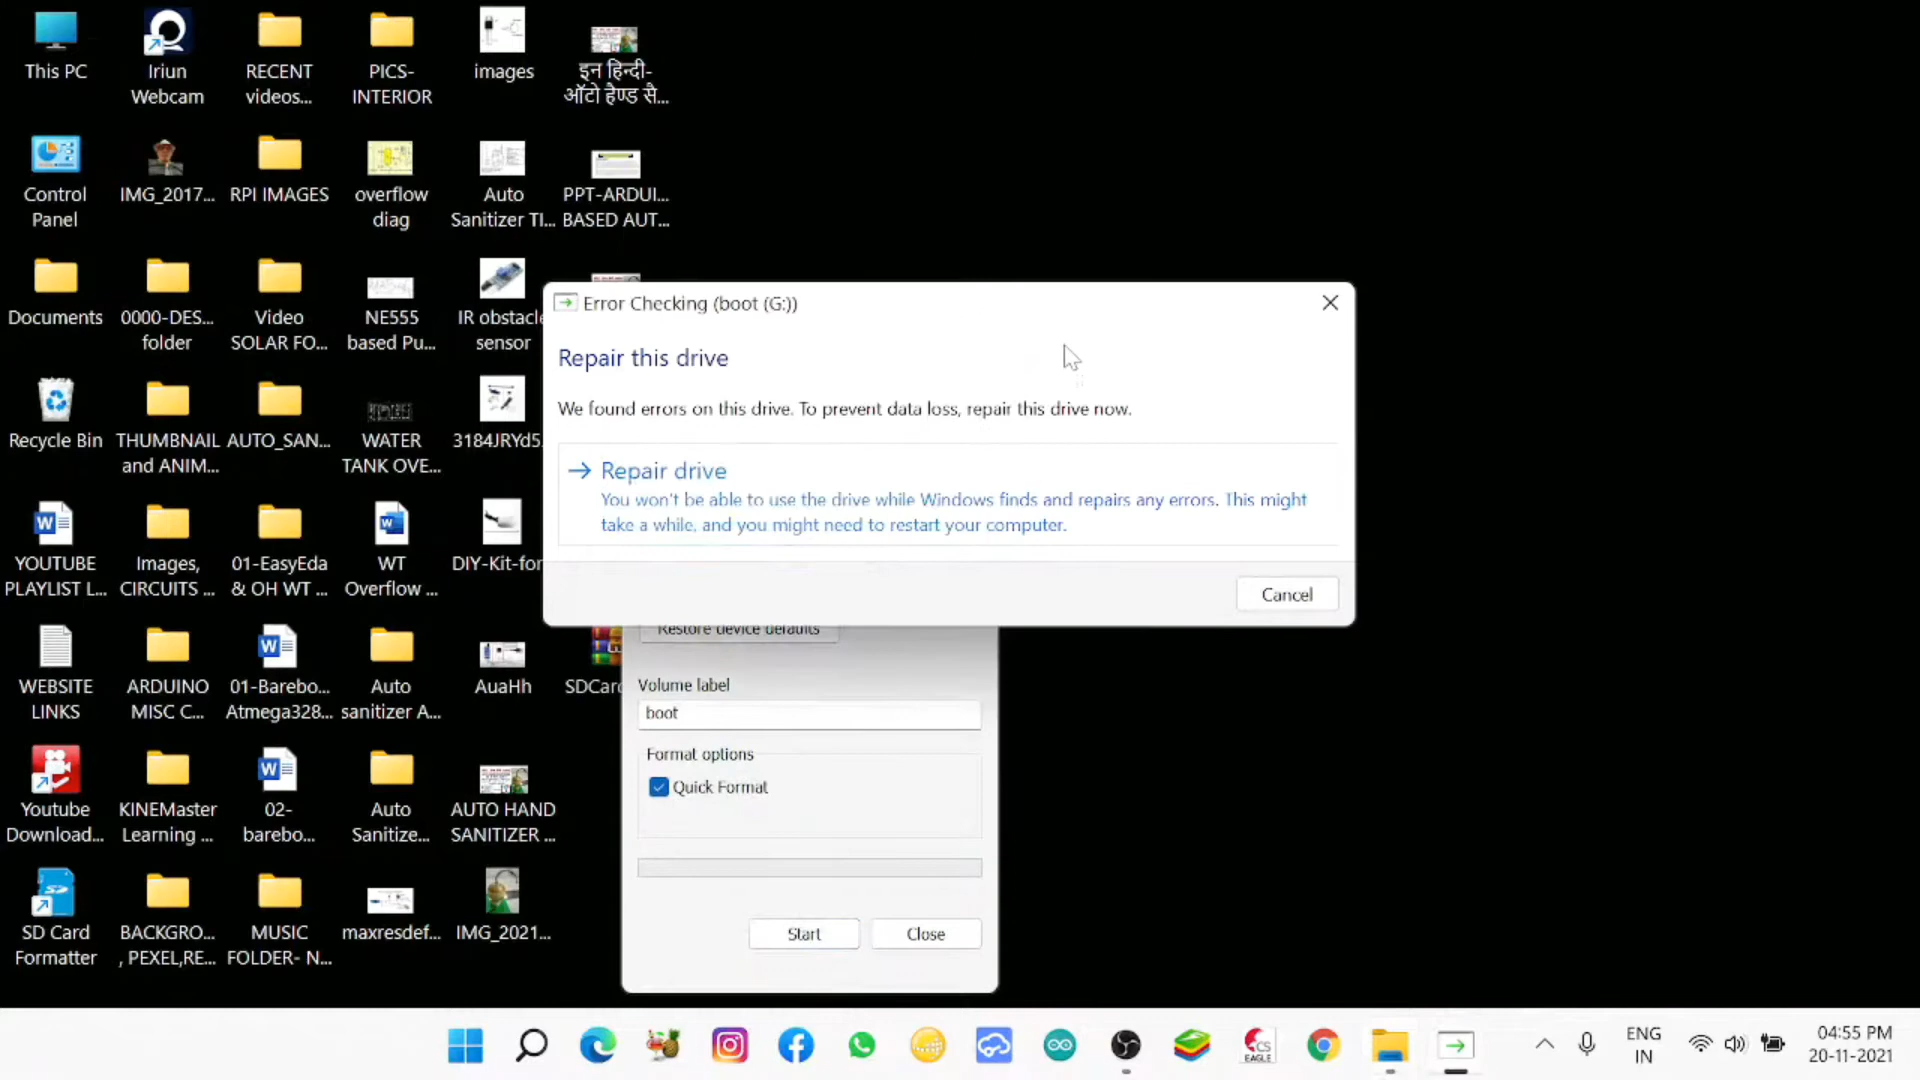 This PC
Iriun
Webcam
RECENT
videos...
PICS-
INTERIOR
images
इन हिन्दी-
ऑटो हैण्ड सै...
Control
Panel
IMG_2017...
RPI IMAGES
overflow
diag
Auto
Sanitizer TI...
PPT-ARDUI...
BASED AUT...
Documents
0000-DES...
folder
Video
SOLAR FO...
NE555
based Pu...
IR obstacle
sensor
Recycle Bin
THUMBNAIL
and ANIM...
AUTO_SAN...
WATER
TANK OVE...
3184JRYd5
YOUTUBE
PLAYLIST L...
Images,
CIRCUITS ...
01-EasyEda
& OH WT ...
WT
Overflow ...
DIY-Kit-for
WEBSITE
LINKS
ARDUINO
MISC C...
01-Barebo...
Atmega328...
Auto
sanitizer A...
AuaHh
SDCard
Youtube
Download...
KINEMaster
Learning ...
02-
barebo...
Auto
Sanitize...
AUTO HAND
SANITIZER ...
SD Card
Formatter
BACKGRO...
, PEXEL,RE...
MUSIC
FOLDER- N...
maxresdef...
IMG_2021...
Error Checking (boot (G:))
Repair this drive
We found errors on this drive. To prevent data loss, repair this drive now.
Repair drive
You won't be able to use the drive while Windows finds and repairs any errors. This might
take a while, and you might need to restart your computer.
Cancel
Restore device defaults
Volume label
boot
Format options
Quick Format
Start
Close
CS
EAGLE
ENG
IN
04:55 PM
20-11-2021